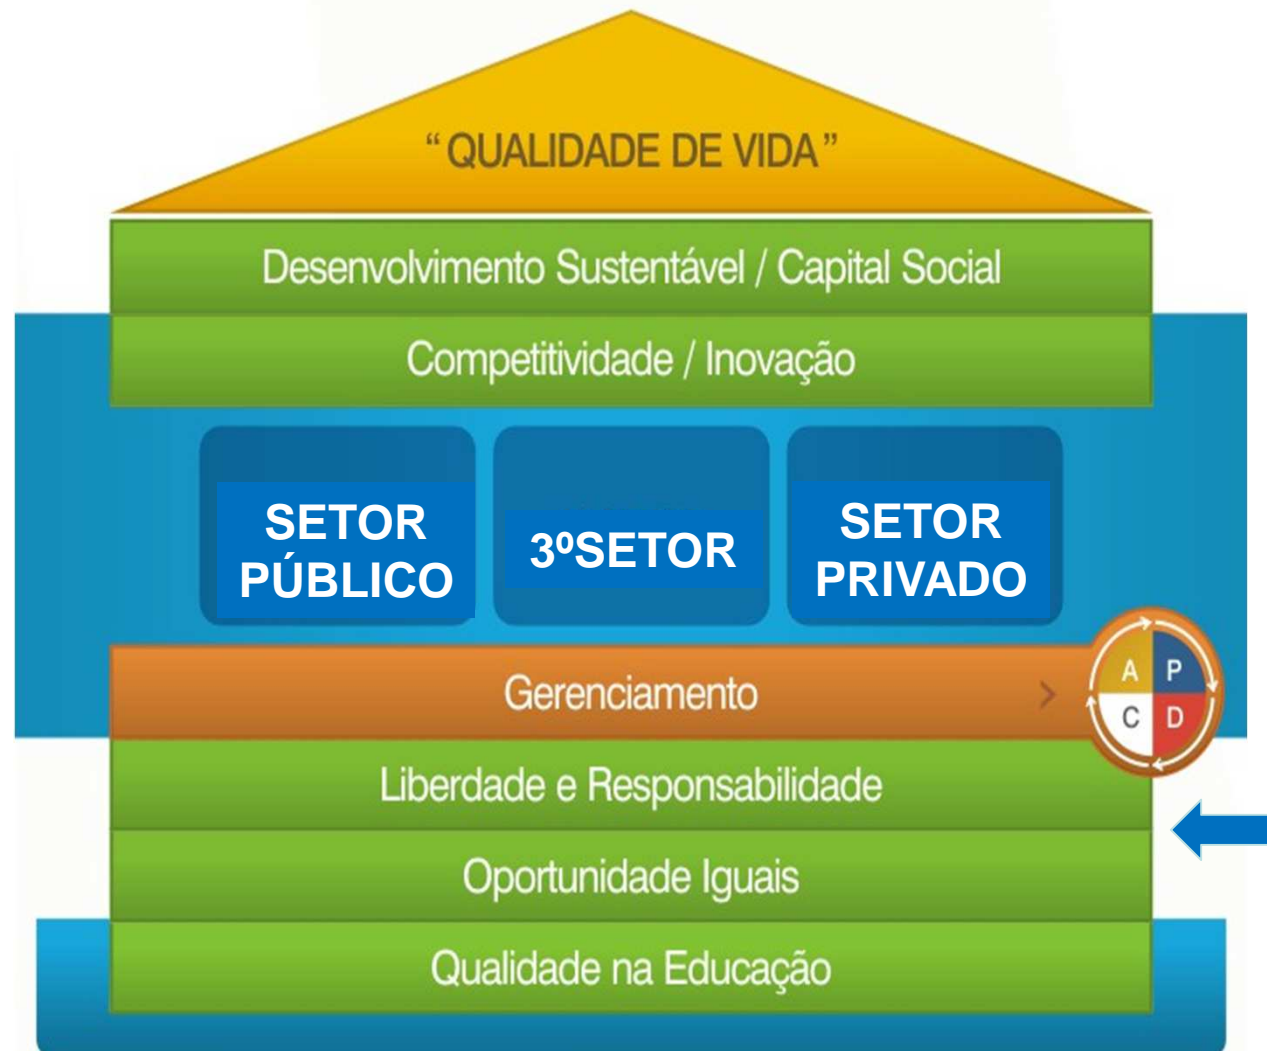 “ QUALIDADE DE VIDA ”
Desenvolvimento Sustentável / Capital Social
Competitividade / Inovação
SETOR
PÚBLICO
3ºSETOR
SETOR
PRIVADO
Gerenciamento
A P
C D
Liberdade e Responsabilidade
Oportunidade Iguais
Qualidade na Educação